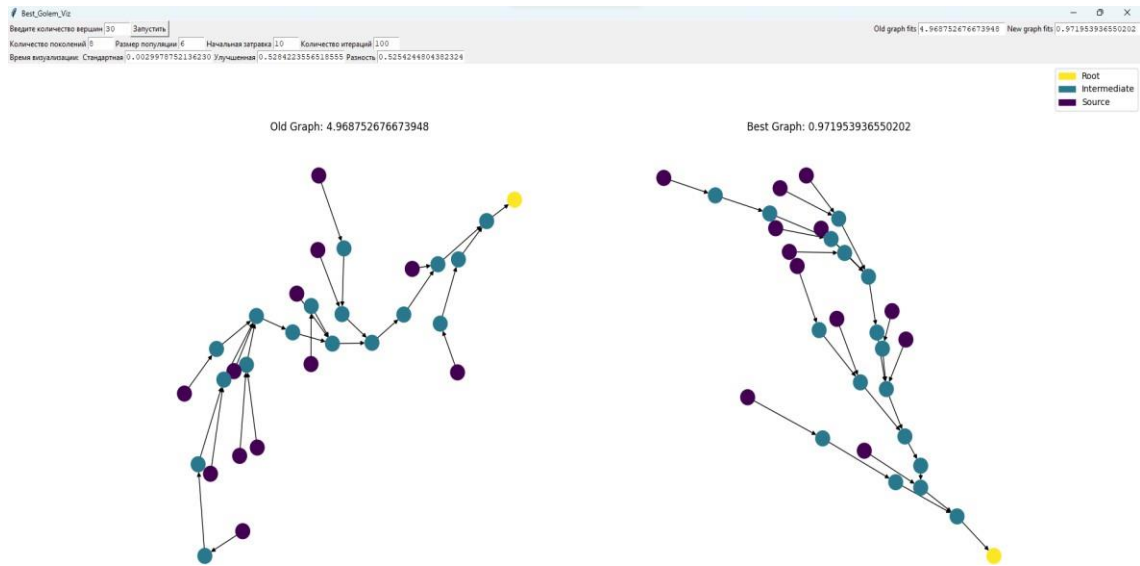 Best_Golem_Viz
Введите количество вершин 30 Запустить Old graph fits 4.968752676673948 New graph fits 0.971953936550202
Количество поколений 8 Размер популяции 6 Начальная затравка 10 Количество итераций 100
Время визуализации: Стандартная 0.0029978752136230 Улучшенная 0.5284223556518555 Разность 0.5254244804382324
Root
Intermediate
Source
Old Graph: 4.968752676673948 Best Graph: 0.971953936550202